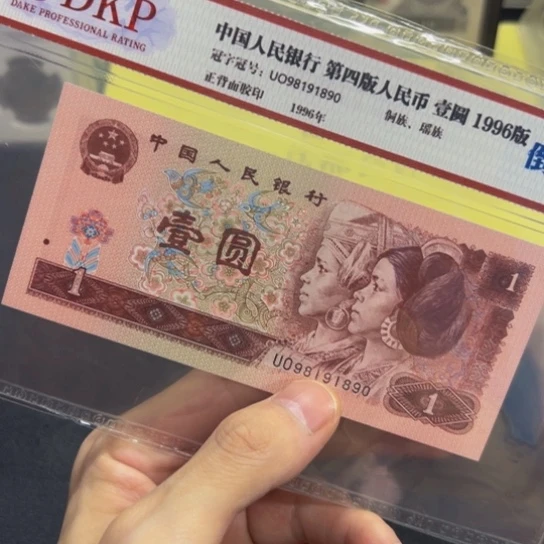 DKP
DAKE PROFESSIONAL RATING
中国人民银行 第四版人民币 壹圆 1996版
冠字冠号：UO98191890
正背面胶印 1996年 侗族、瑶族
中国人民银行
壹圆
1
1
UO98191890
1